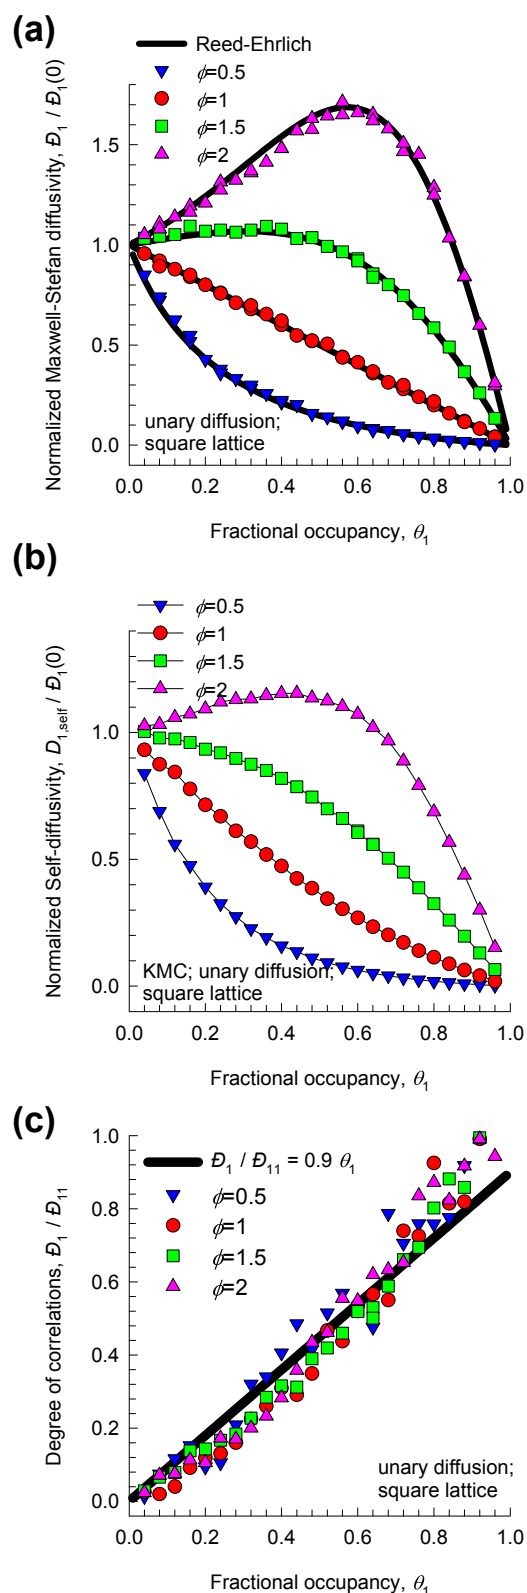 (a)
Reed-Ehrlich
ϕ=0.5
ϕ=1
ϕ=1.5
ϕ=2
Normalized Maxwell-Stefan diffusivity, Đ₁ / Đ₁(0)
1.5
1.0
0.5
0.0
unary diffusion;
square lattice
0.0 0.2 0.4 0.6 0.8 1.0
Fractional occupancy, θ₁
(b)
ϕ=0.5
ϕ=1
ϕ=1.5
ϕ=2
Normalized Self-diffusivity, D₁,self / Đ₁(0)
1.0
0.5
0.0
KMC; unary diffusion;
square lattice
0.0 0.2 0.4 0.6 0.8 1.0
Fractional occupancy, θ₁
(c)
Đ₁ / Đ₁₁ = 0.9 θ₁
ϕ=0.5
ϕ=1
ϕ=1.5
ϕ=2
Degree of correlations, Đ₁ / Đ₁₁
1.0
0.8
0.6
0.4
0.2
0.0
unary diffusion;
square lattice
0.0 0.2 0.4 0.6 0.8 1.0
Fractional occupancy, θ₁